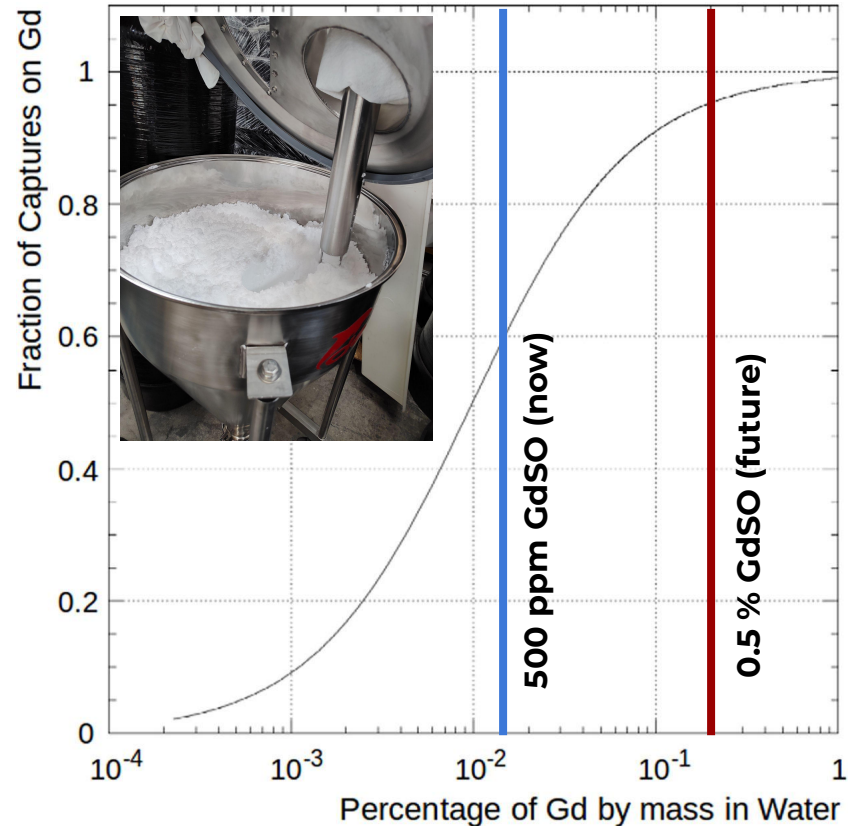 Fraction of Captures on Gd
1
0.8
0.6
0.4
0.2
0
500 ppm GdSO (now)
0.5 % GdSO (future)
10-4
10-3
10-2
10-1
1
Percentage of Gd by mass in Water